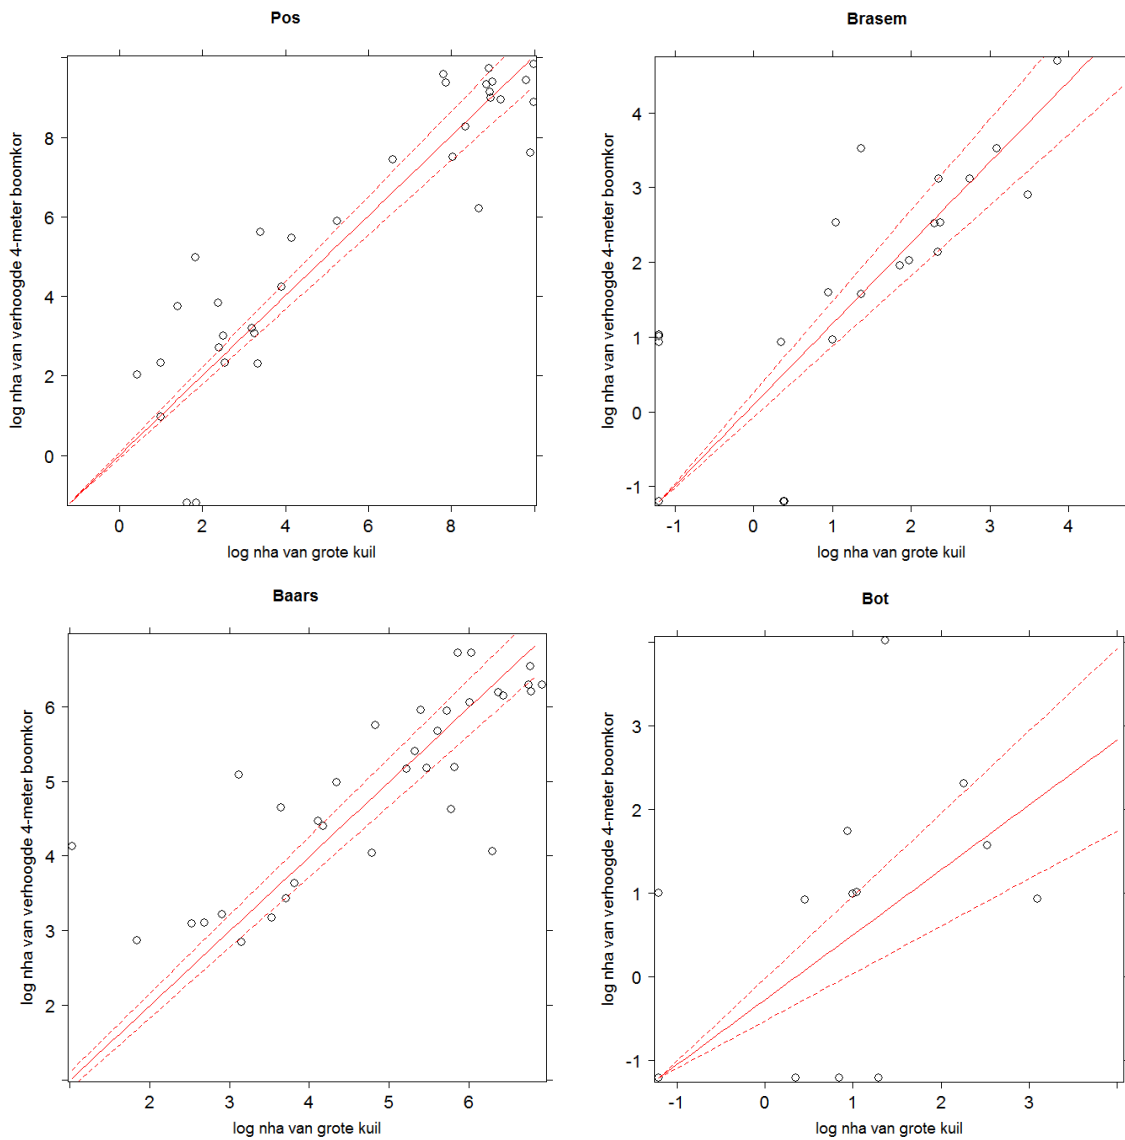 Pos
log nha van verhoogde 4-meter boomkor
8
6
4
2
0
0 2 4 6 8
log nha van grote kuil
Brasem
log nha van verhoogde 4-meter boomkor
4
3
2
1
0
-1
-1 0 1 2 3 4
log nha van grote kuil
Baars
log nha van verhoogde 4-meter boomkor
6
5
4
3
2
2 3 4 5 6
log nha van grote kuil
Bot
log nha van verhoogde 4-meter boomkor
3
2
1
0
-1
-1 0 1 2 3
log nha van grote kuil